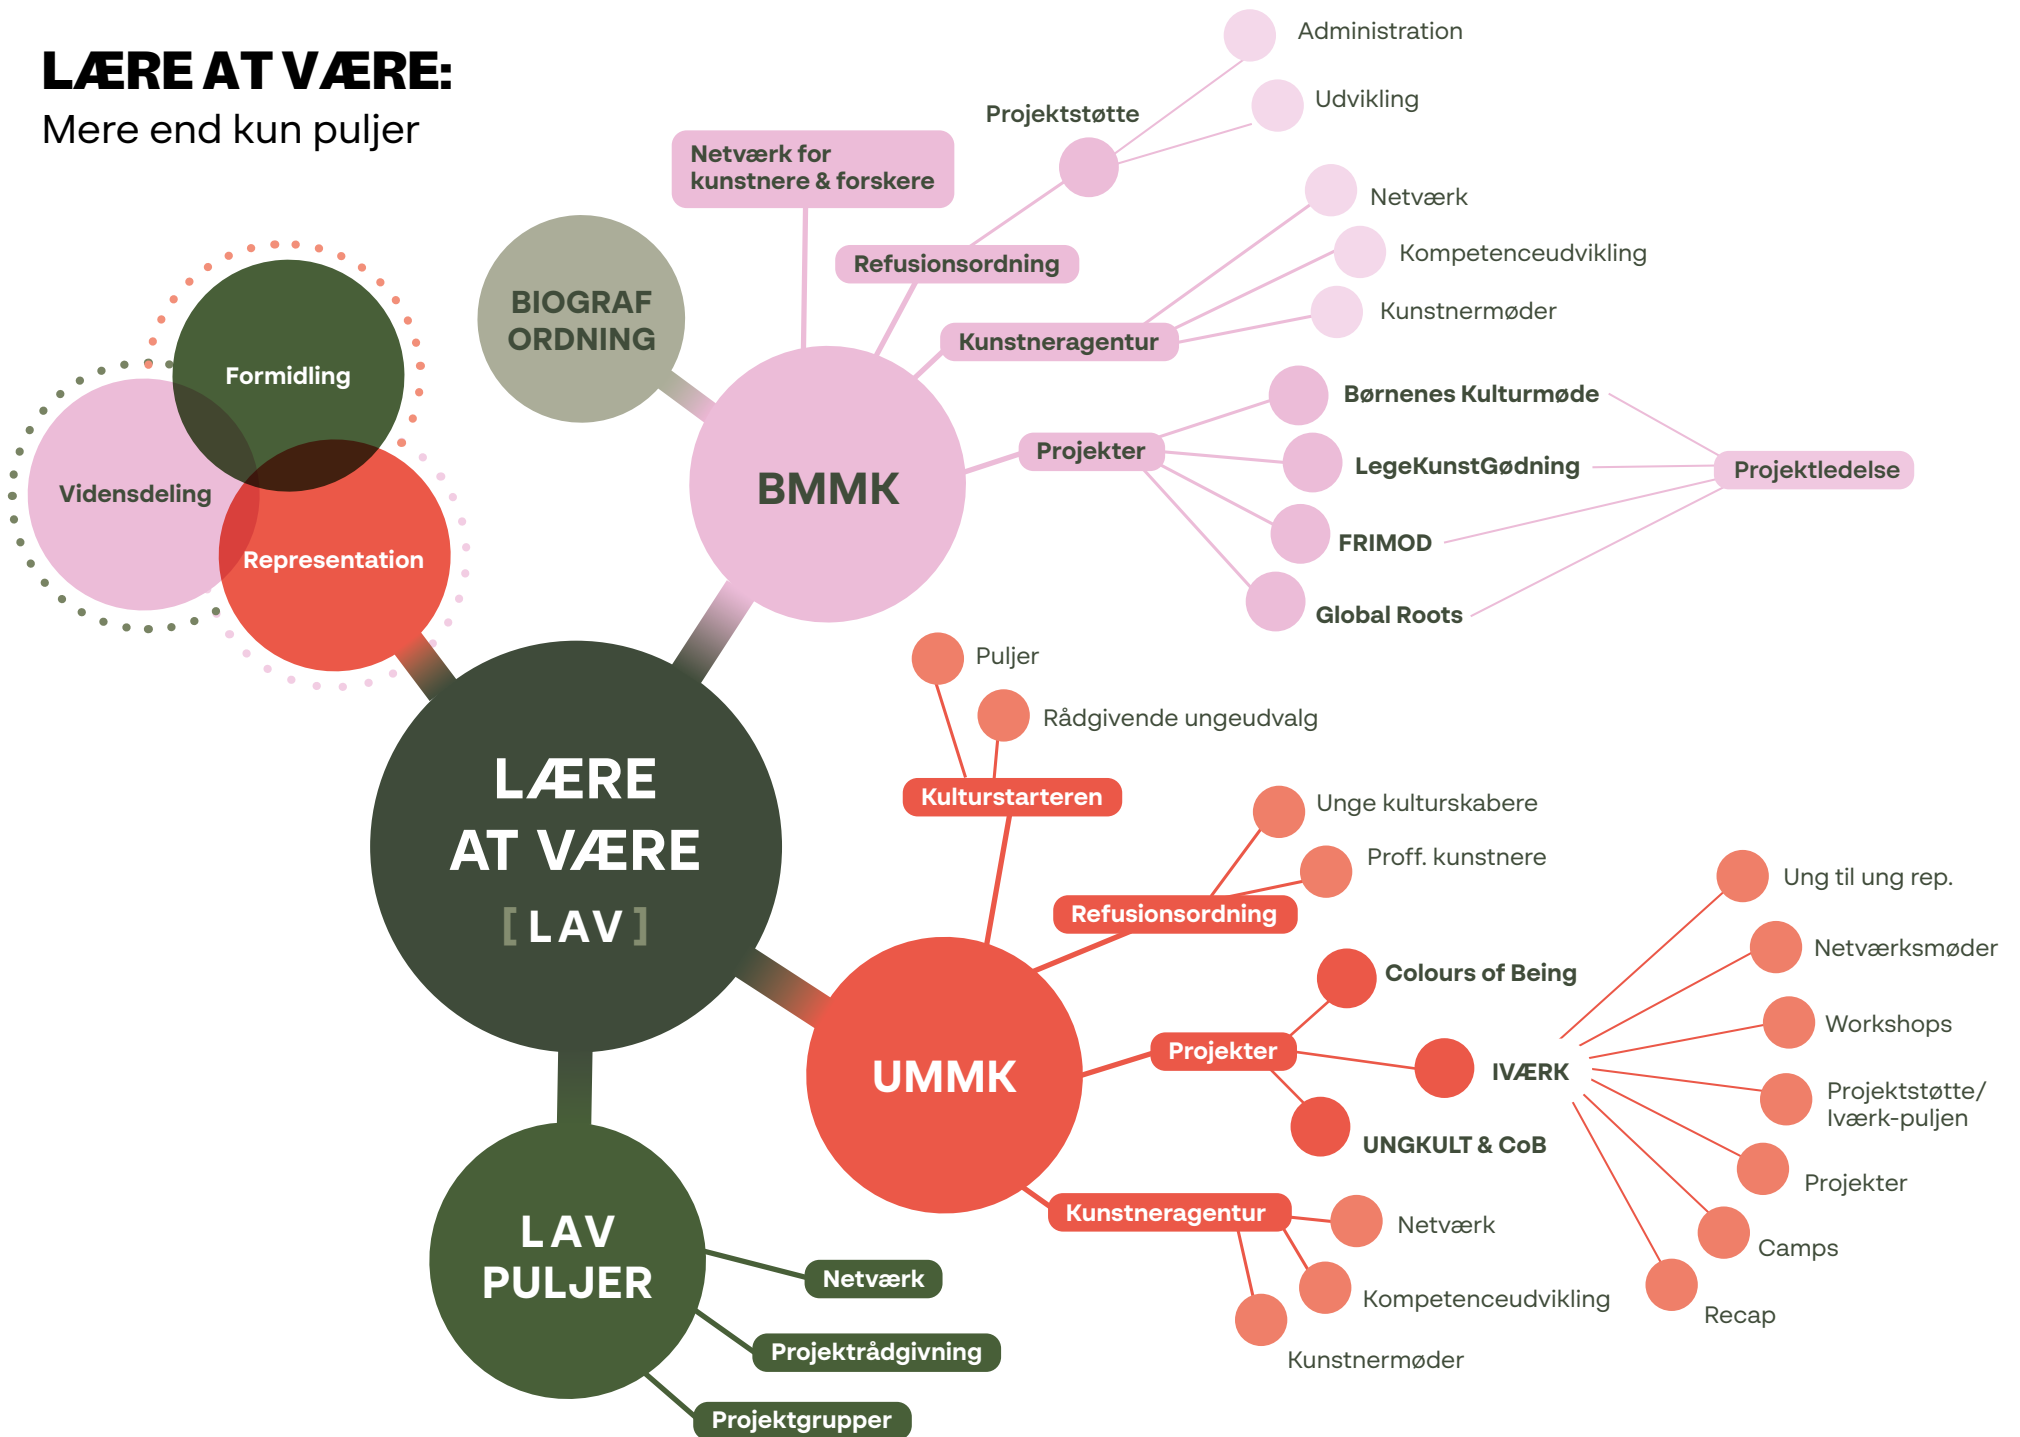 LÆRE AT VÆRE:
Mere end kun puljer
Formidling
Vidensdeling
Representation
BIOGRAF
ORDNING
Netværk for
kunstnere & forskere
BMMK
Refusionsordning
Projektstøtte
Administration
Udvikling
Kunstneragentur
Netværk
Kompetenceudvikling
Kunstnermøder
Projekter
Børnenes Kulturmøde
LegeKunstGødning
FRIMOD
Global Roots
Projektledelse
LÆRE
AT VÆRE
[ LAV ]
UMMK
Kulturstarteren
Puljer
Rådgivende ungeudvalg
Refusionsordning
Unge kulturskabere
Proff. kunstnere
Projekter
Colours of Being
IVÆRK
UNGKULT & CoB
Ung til ung rep.
Netværksmøder
Workshops
Projektstøtte/
Iværk-puljen
Projekter
Camps
Recap
Kunstneragentur
Netværk
Kompetenceudvikling
Kunstnermøder
LAV
PULJER
Netværk
Projektrådgivning
Projektgrupper